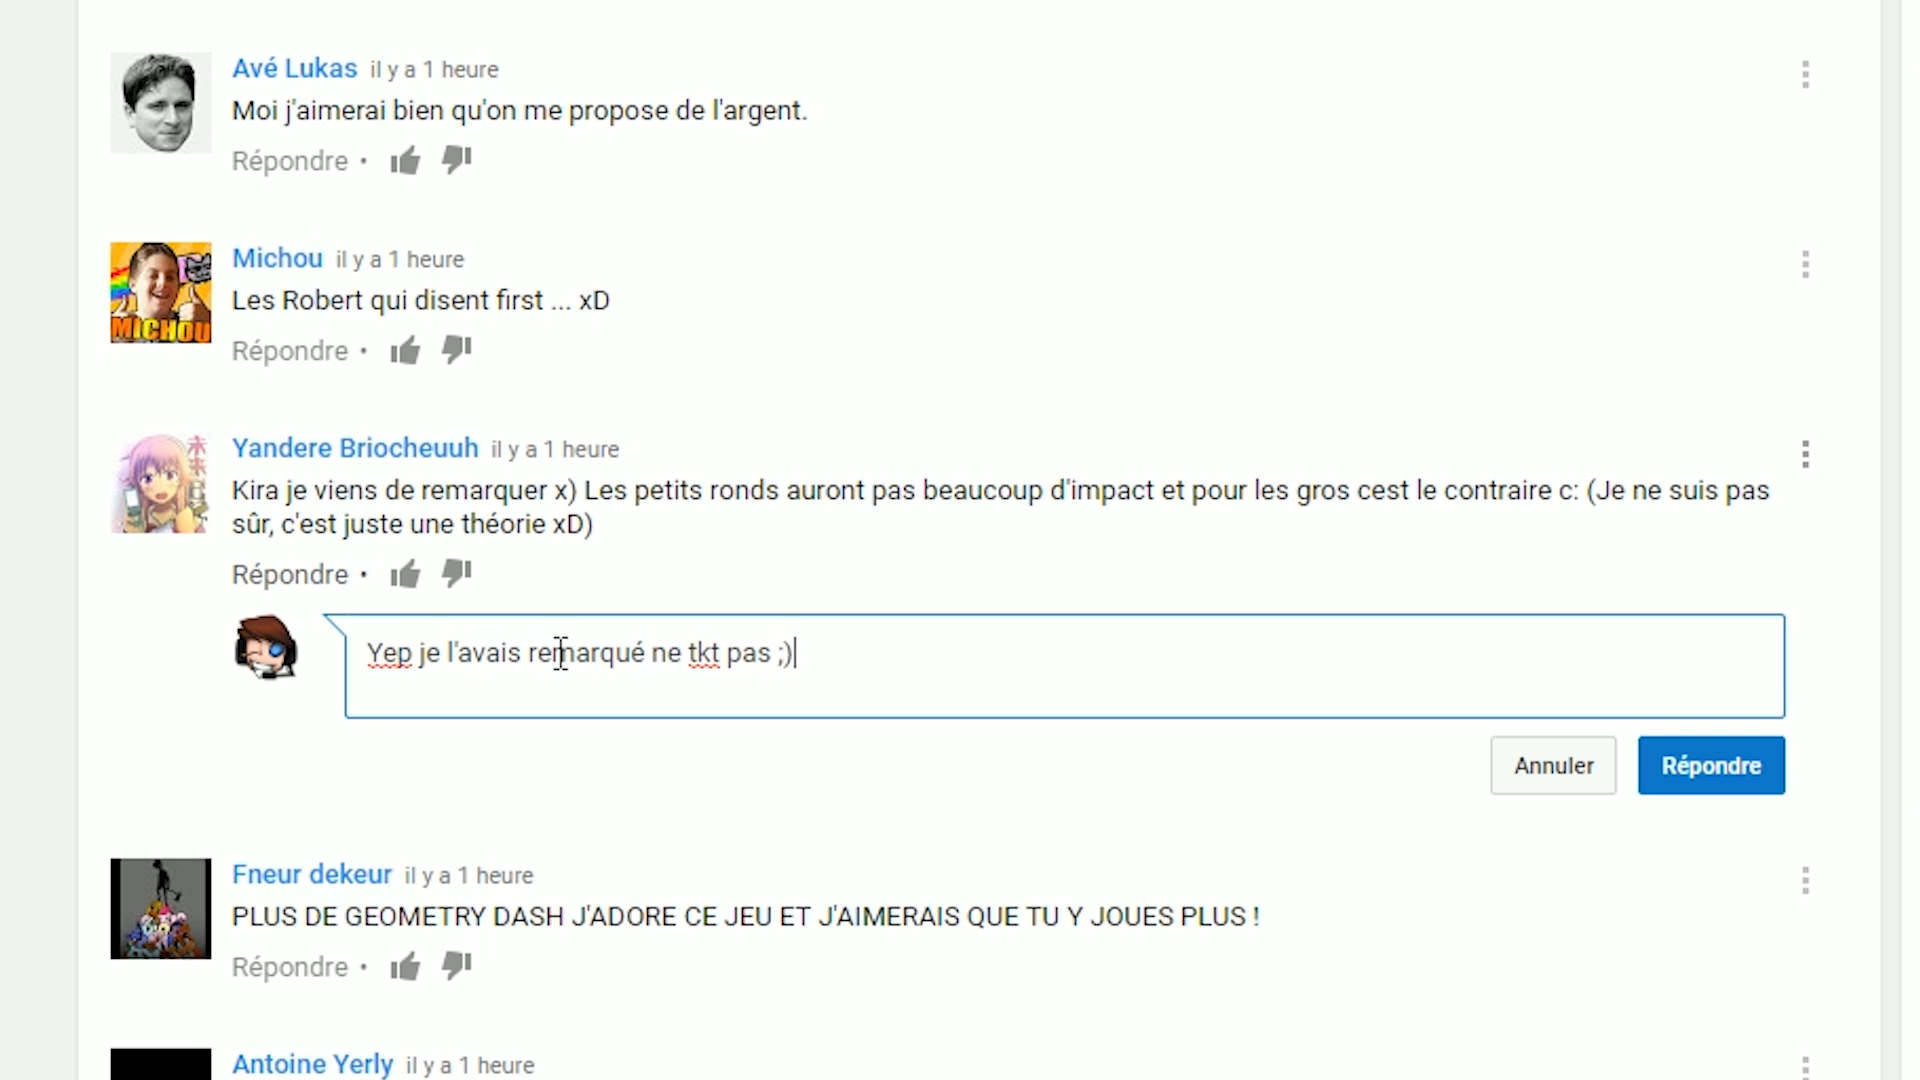 Avé Lukas il y a 1 heure
Moi j'aimerai bien qu'on me propose de l'argent.
Répondre •
MICHOU
Michou il y a 1 heure
Les Robert qui disent first ... xD
Répondre •
Yandere Briocheuuh il y a 1 heure
Kira je viens de remarquer x) Les petits ronds auront pas beaucoup d'impact et pour les gros cest le contraire c: (Je ne suis pas
sûr, c'est juste une théorie xD)
Répondre •
Yep je l'avais remarqué ne tkt pas ;)
Annuler Répondre
Fneur dekeur il y a 1 heure
PLUS DE GEOMETRY DASH J'ADORE CE JEU ET J'AIMERAIS QUE TU Y JOUES PLUS !
Répondre •
Antoine Yerly il y a 1 heure